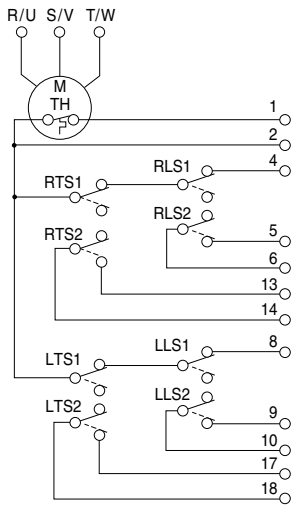 R/U S/V T/W
M
TH
1
2
RLS1 4
RTS1
RLS2
RTS2 5
6
13
14
LLS1 8
LTS1
LLS2
LTS2 9
10
17
18